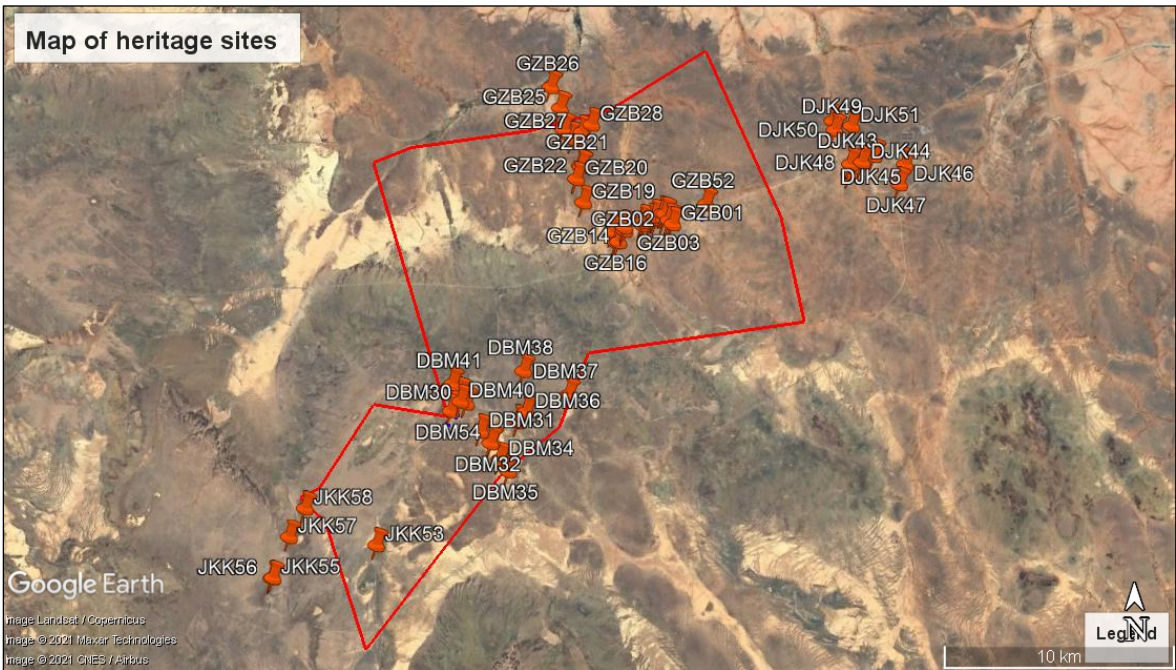 Map of heritage sites
GZB26
GZB25
GZB27
GZB28
GZB21
GZB22
GZB20
GZB19
GZB52
GZB02
GZB01
GZB14
GZB03
GZB16
DJK49
DJK51
DJK50
DJK43
DJK44
DJK48
DJK45
DJK46
DJK47
DBM38
DBM41
DBM37
DBM30
DBM40
DBM36
DBM31
DBM54
DBM34
DBM32
DBM35
JKK58
JKK57
JKK53
JKK56
JKK55
Google Earth
Image Landsat / Copernicus
Image © 2021 Maxar Technologies
Image © 2021 CNES / Airbus
N
Legend
10 km